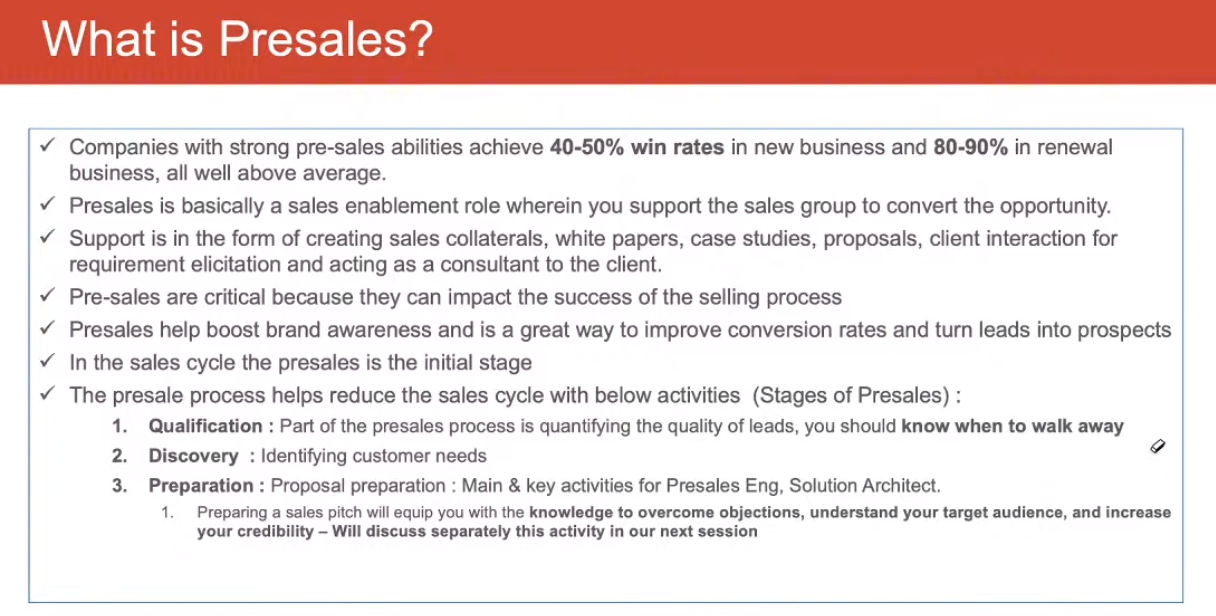 What is Presales?
✓ Companies with strong pre-sales abilities achieve 40-50% win rates in new business and 80-90% in renewal
business, all well above average.
✓ Presales is basically a sales enablement role wherein you support the sales group to convert the opportunity.
✓ Support is in the form of creating sales collaterals, white papers, case studies, proposals, client interaction for
requirement elicitation and acting as a consultant to the client.
✓ Pre-sales are critical because they can impact the success of the selling process
✓ Presales help boost brand awareness and is a great way to improve conversion rates and turn leads into prospects
✓ In the sales cycle the presales is the initial stage
✓ The presale process helps reduce the sales cycle with below activities (Stages of Presales) :
1. Qualification : Part of the presales process is quantifying the quality of leads, you should know when to walk away
2. Discovery : Identifying customer needs
3. Preparation : Proposal preparation : Main & key activities for Presales Eng, Solution Architect.
1. Preparing a sales pitch will equip you with the knowledge to overcome objections, understand your target audience, and increase
your credibility – Will discuss separately this activity in our next session